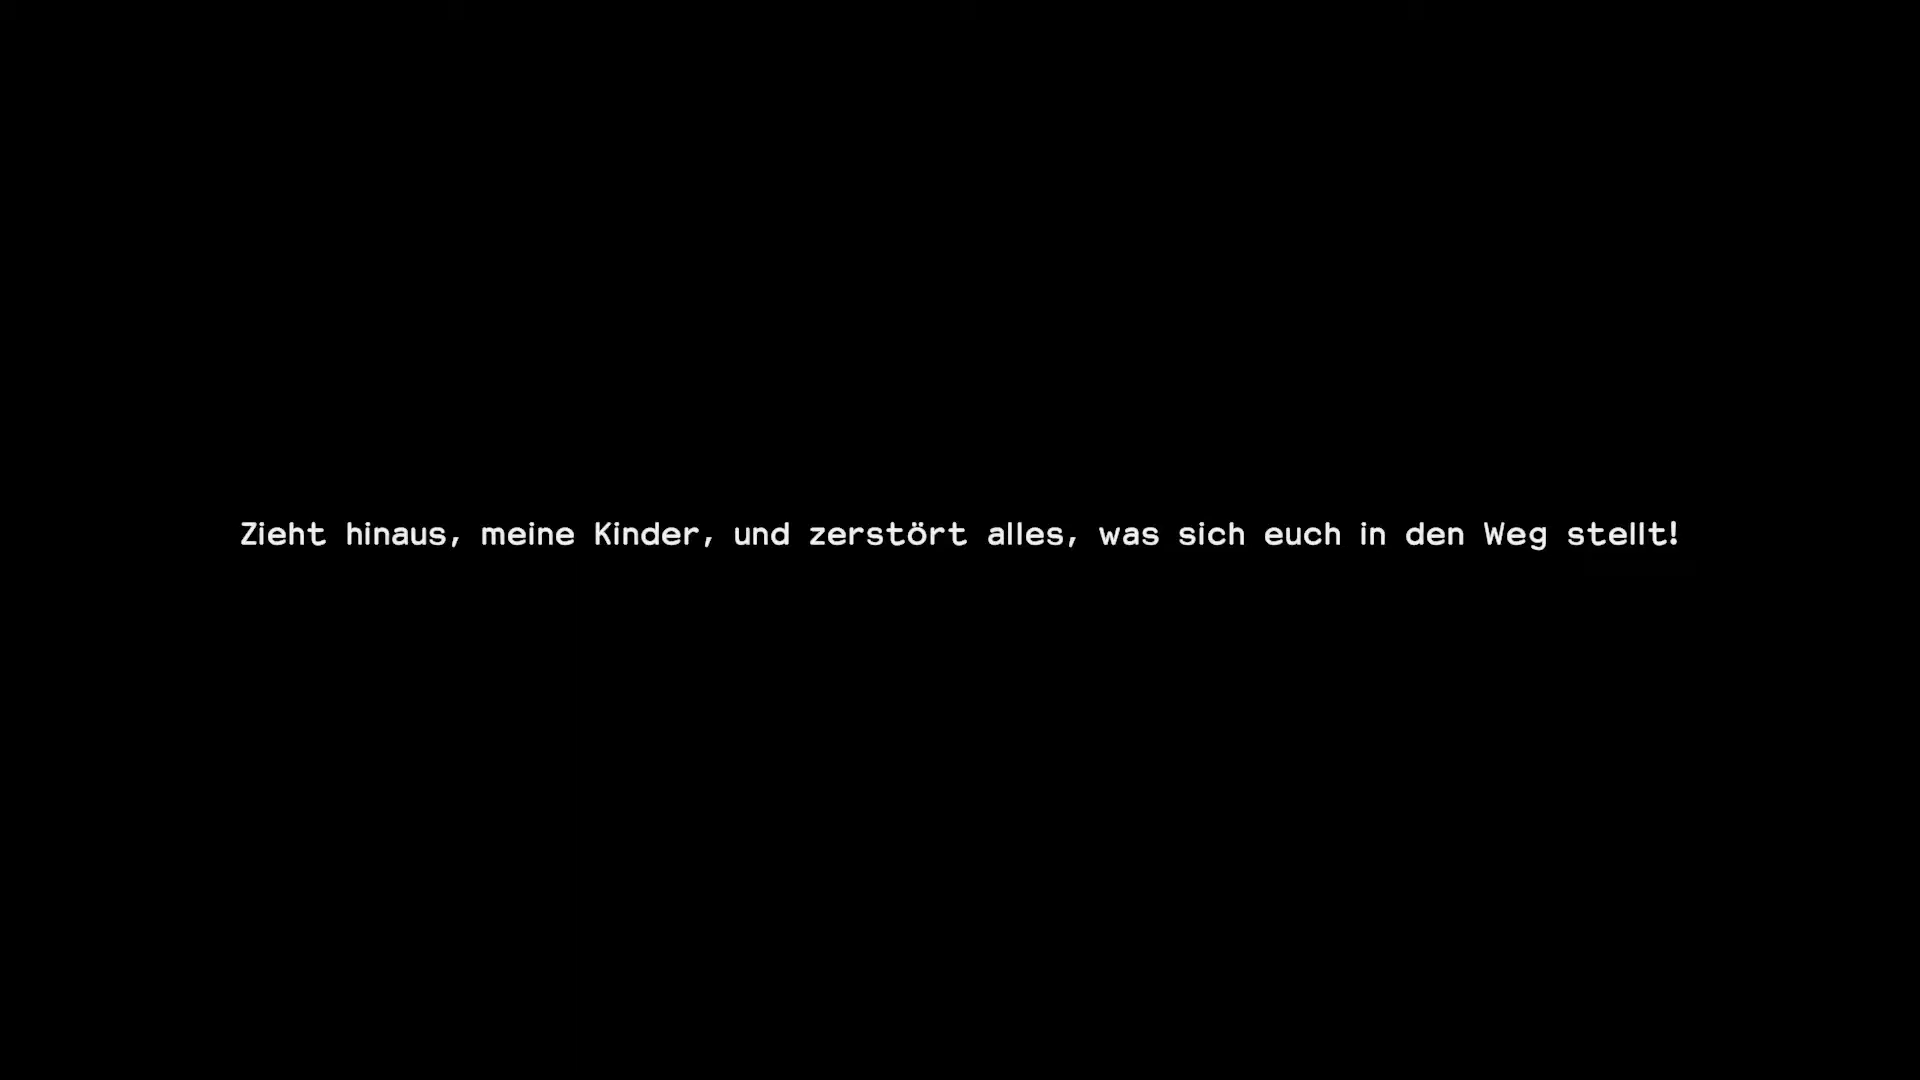 Zieht hinaus, meine Kinder, und zerstört alles, was sich euch in den Weg stellt!